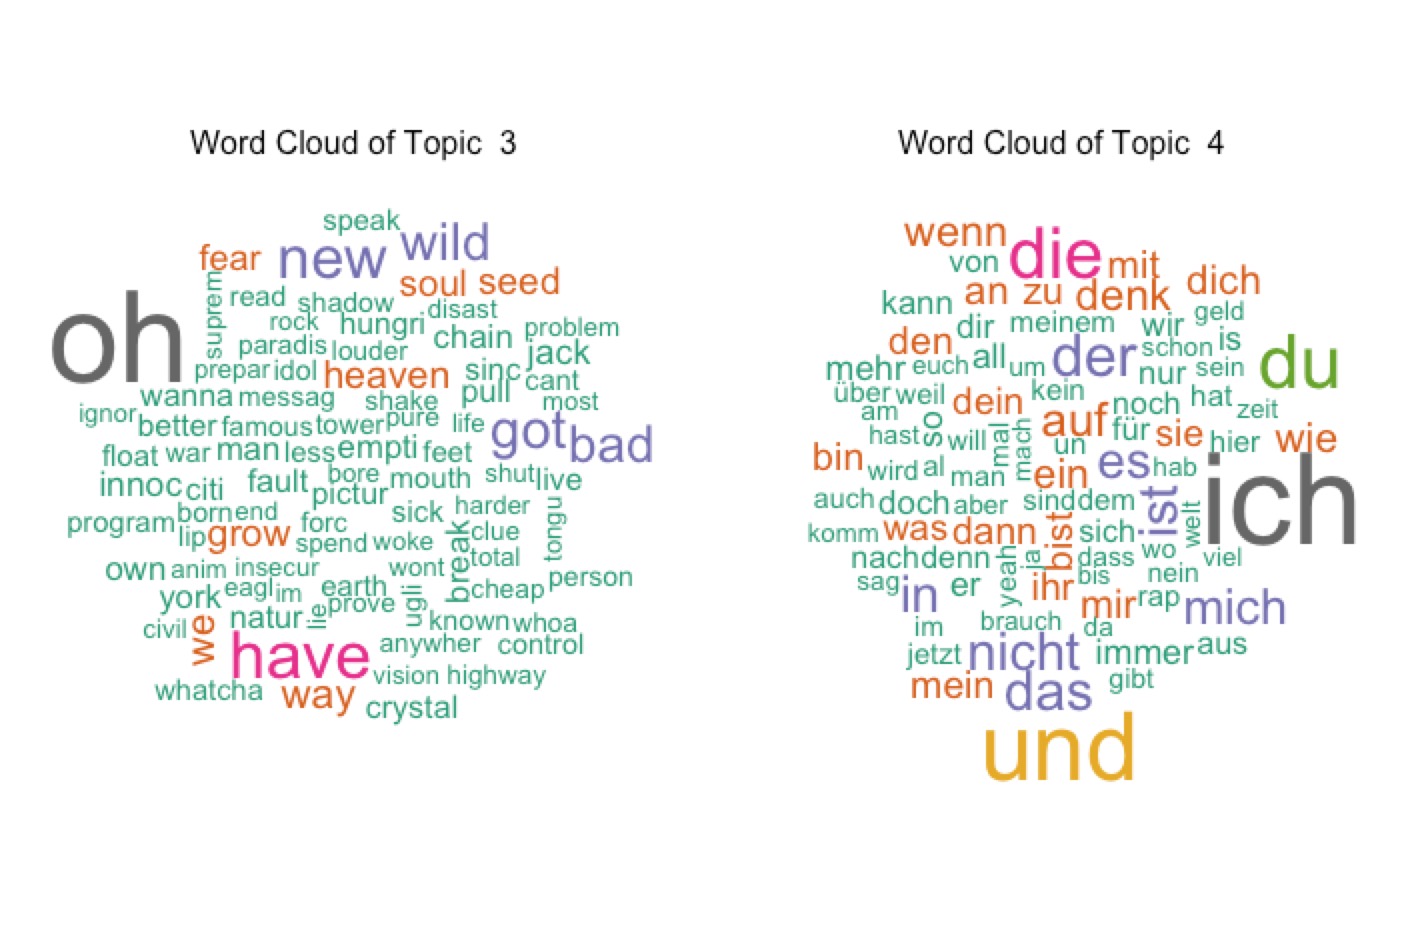 Word Cloud of Topic 3
speak
fear new wild
soul seed
suprem read shadow disast
oh rock hungri chain problem
paradis louder jack
prepar idol heaven sinc cant
wanna messag shake pull most
ignor better famous tower pure life got bad
float war man less empti feet
innoc citi fault bore mouth shut live
pictur
program born end forc sick harder tongu
lip grow spend woke break clue
own anim insecur wont total
york eagl im earth cheap person
civil we natur lie prove ugli known whoa
have anywher control
whatcha way vision highway
crystal
Word Cloud of Topic 4
wenn die mit
von an zu denk dich
kann dir meinem wir geld
den all der schon is du
mehr euch um nur sein
über weil dein kein noch hat zeit
am so auf für sie hier wie
hast will mal mach un
bin wird al man ein es hab ich
auch doch aber sind dem ist welt
komm was dann bist sich wo
nachdenn yeah ja dass viel
sag in er ihr bis nein
im brauch mir rap mich
da
jetzt nicht immer aus
mein das gibt
und